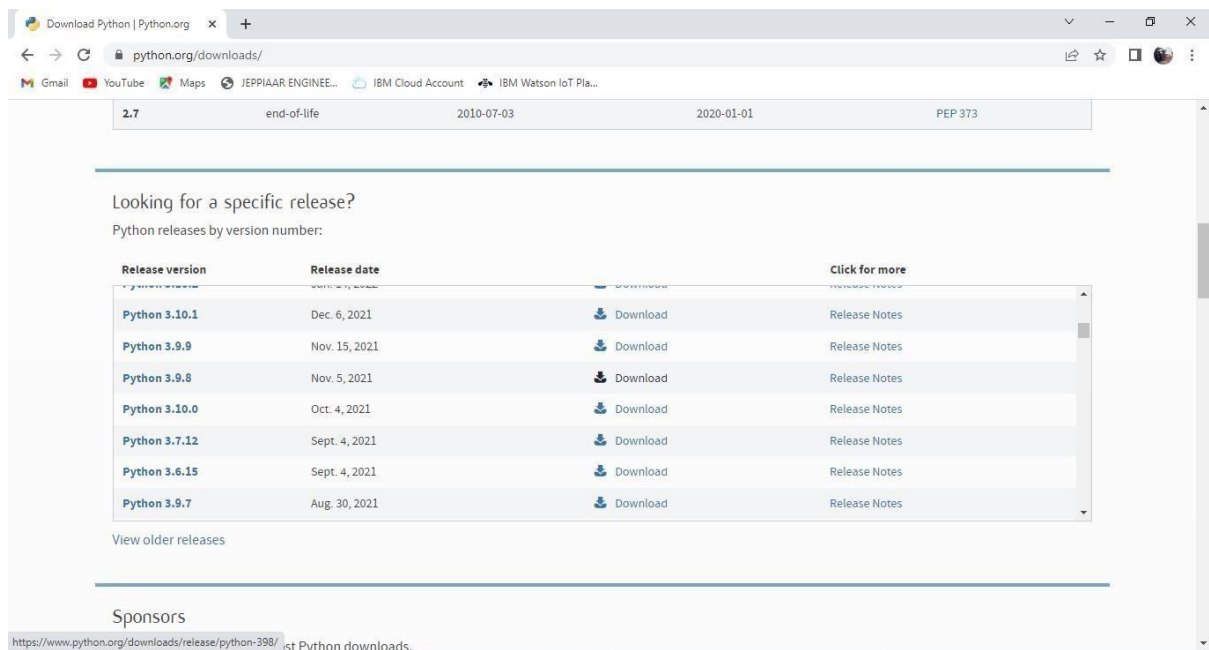 Download Python | Python.org
python.org/downloads/
Gmail YouTube Maps JEPPIAAR ENGINEE... IBM Cloud Account IBM Watson IoT Pla...
2.7 end-of-life 2010-07-03 2020-01-01 PEP 373
Looking for a specific release?
Python releases by version number:
Release version Release date Click for more
Python 3.10.1 Dec. 6, 2021 Download Release Notes
Python 3.9.9 Nov. 15, 2021 Download Release Notes
Python 3.9.8 Nov. 5, 2021 Download Release Notes
Python 3.10.0 Oct. 4, 2021 Download Release Notes
Python 3.7.12 Sept. 4, 2021 Download Release Notes
Python 3.6.15 Sept. 4, 2021 Download Release Notes
Python 3.9.7 Aug. 30, 2021 Download Release Notes
View older releases
Sponsors
https://www.python.org/downloads/release/python-398/ st Python downloads.